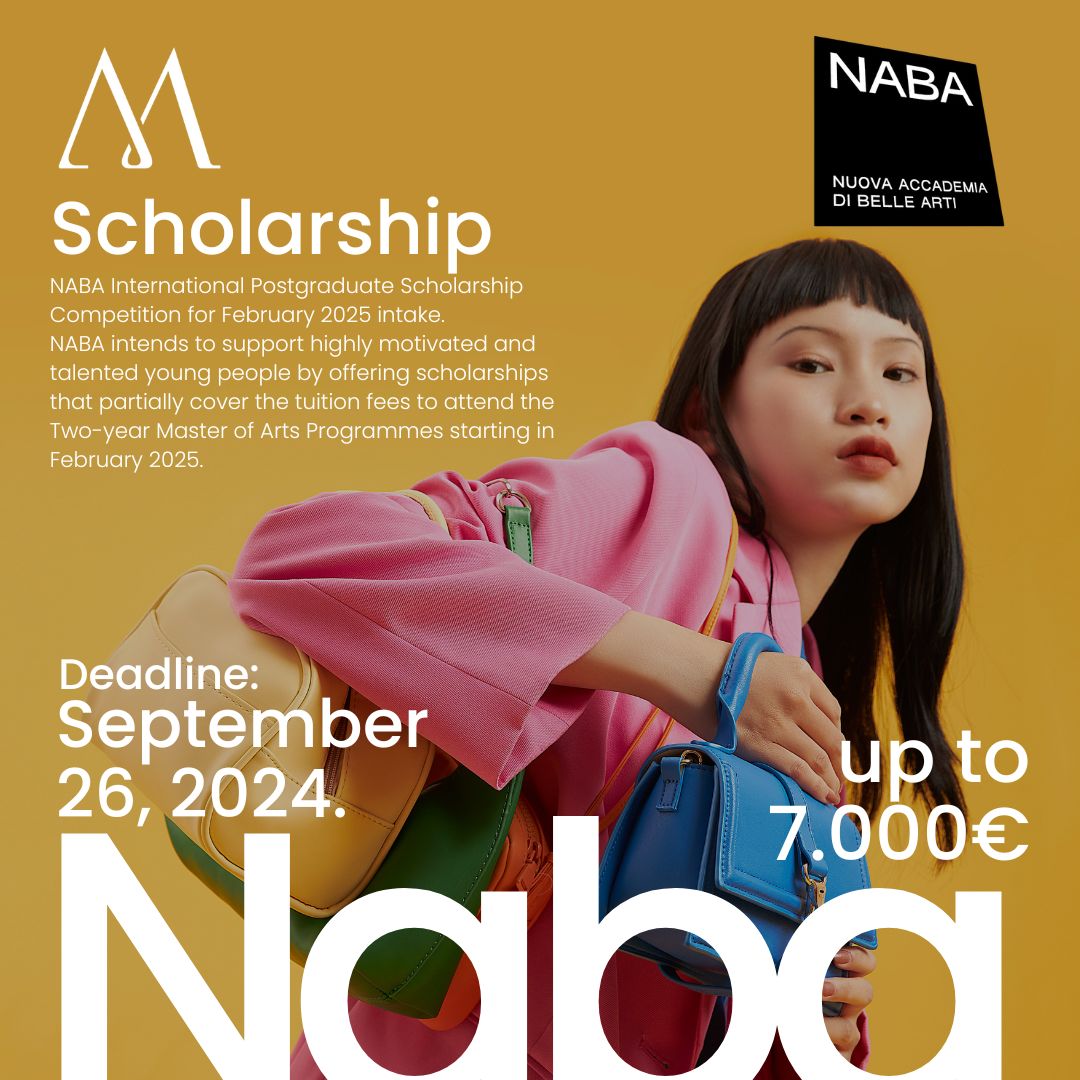 NABA
NUOVA ACCADEMIA
DI BELLE ARTI
Scholarship
NABA International Postgraduate Scholarship
Competition for February 2025 intake.
NABA intends to support highly motivated and
talented young people by offering scholarships
that partially cover the tuition fees to attend the
Two-year Master of Arts Programmes starting in
February 2025.
Deadline:
September
26, 2024.
up to
7.000€
Naba